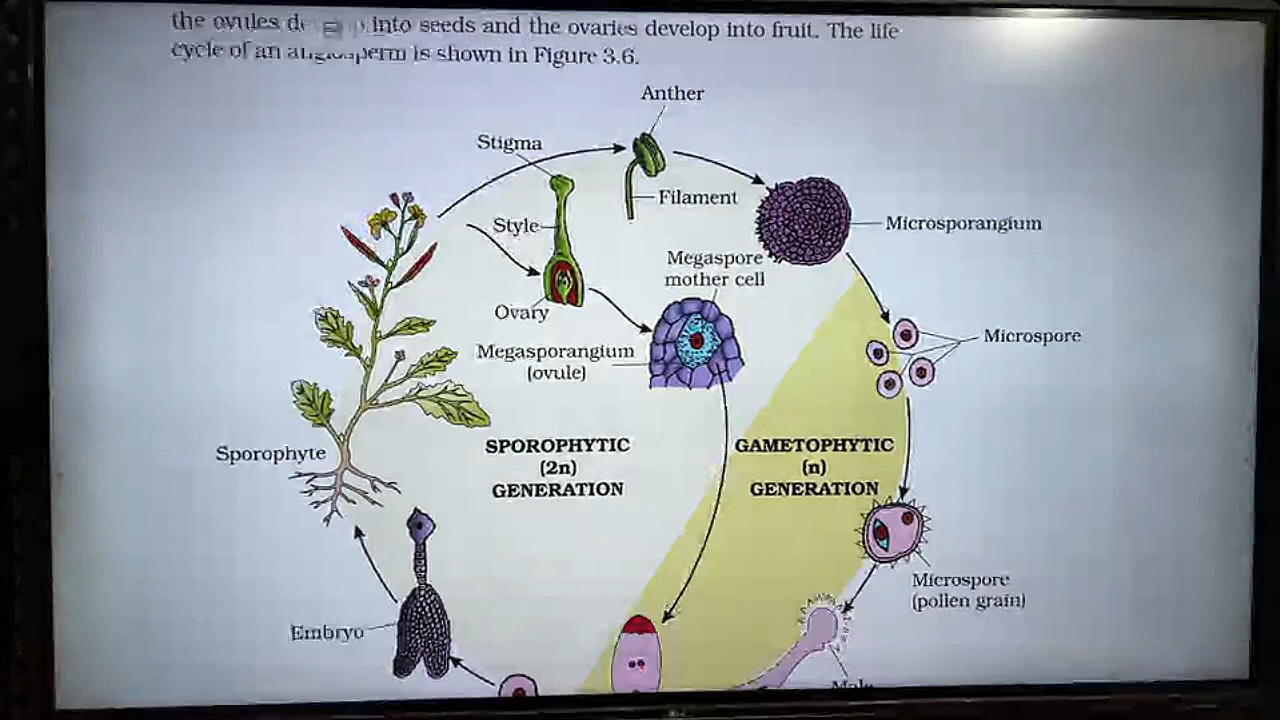 the ovules into seeds and the ovaries develop into fruit. The life
cycle of an is shown in Figure 3.6.
Anther
Stigma
Filament
Style
Microsporangium
Megaspore
mother cell
Ovary
Microspore
Megasporangium
(ovule)
SPOROPHYTIC
(2n)
GENERATION
GAMETOPHYTIC
(n)
GENERATION
Sporophyte
Microspore
(pollen grain)
Embryo